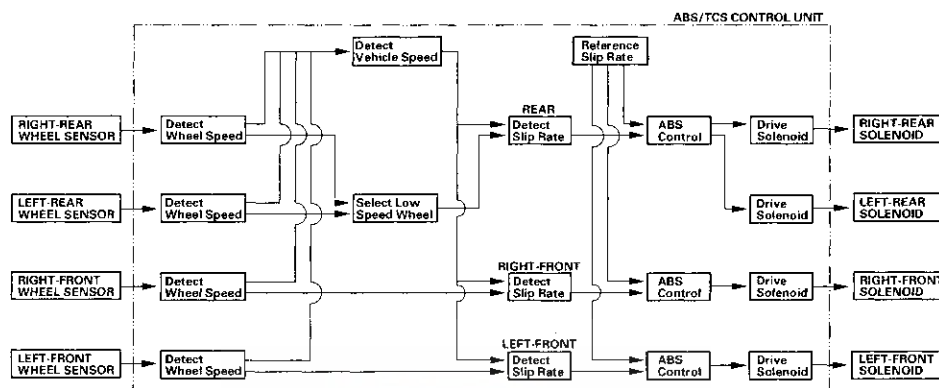 ABS/TCS CONTROL UNIT
Detect
Vehicle Speed
Reference
Slip Rate
RIGHT-REAR
WHEEL SENSOR
Detect
Wheel Speed
REAR
Detect
Slip Rate
ABS
Control
Drive
Solenoid
RIGHT-REAR
SOLENOID
LEFT-REAR
WHEEL SENSOR
Detect
Wheel Speed
Select Low
Speed Wheel
Drive
Solenoid
LEFT-REAR
SOLENOID
RIGHT-FRONT
WHEEL SENSOR
Detect
Wheel Speed
RIGHT-FRONT
Detect
Slip Rate
ABS
Control
Drive
Solenoid
RIGHT-FRONT
SOLENOID
LEFT-FRONT
WHEEL SENSOR
Detect
Wheel Speed
LEFT-FRONT
Detect
Slip Rate
ABS
Control
Drive
Solenoid
LEFT-FRONT
SOLENOID